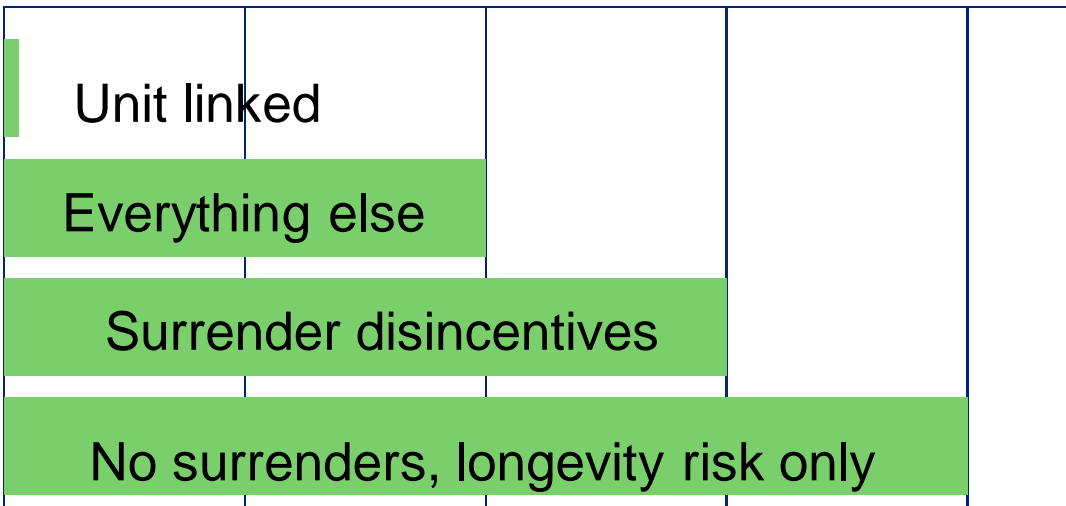 Unit linked
Everything else
Surrender disincentives
No surrenders, longevity risk only